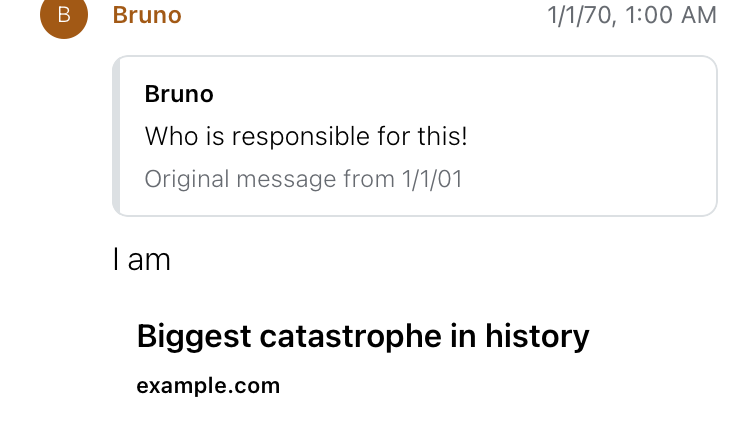 B
Bruno
1/1/70, 1:00 AM
Bruno
Who is responsible for this!
Original message from 1/1/01
I am
Biggest catastrophe in history
example.com